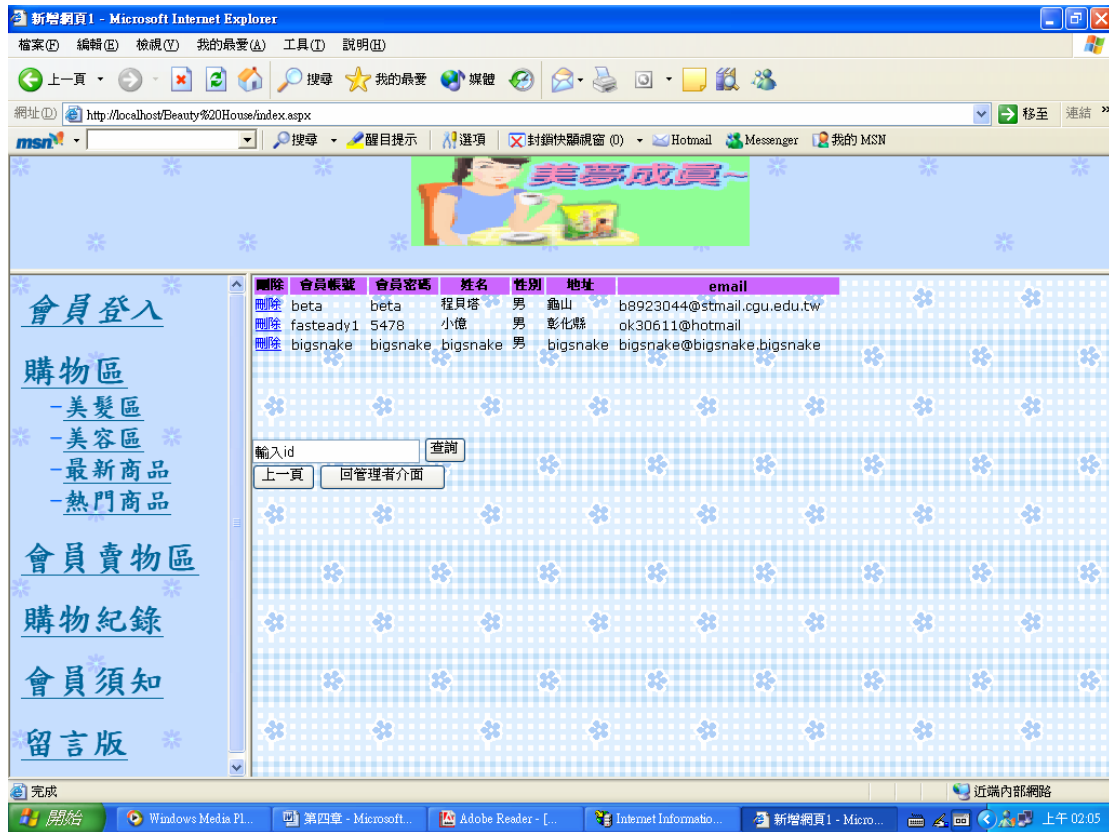 新增網頁1 - Microsoft Internet Explorer
檔案(F) 編輯(E) 檢視(V) 我的最愛(A) 工具(T) 說明(H)
上一頁 搜尋 我的最愛 媒體
網址(D) http://localhost/Beauty%20House/index.aspx 移至 連結 »
msn 搜尋 醒目提示 選項 封鎖快顯視窗 (0) Hotmail Messenger 我的 MSN
美夢成真~
會員登入
購物區
-美髮區
-美容區
-最新商品
-熱門商品
會員賣物區
購物紀錄
會員須知
留言版
刪除 會員帳號 會員密碼 姓名 性別 地址 email
刪除 beta beta 程貝塔 男 龜山 b8923044@stmail.cgu.edu.tw
刪除 fasteady1 5478 小億 男 彰化縣 ok30611@hotmail
刪除 bigsnake bigsnake bigsnake 男 bigsnake bigsnake@bigsnake.bigsnake
輸入id 查詢
上一頁 回管理者介面
完成 近端內部網路
開始 Windows Media Pl... 第四章 - Microsoft... Adobe Reader - [... Internet Informatio... 新增網頁1 - Micro... 上午 02:05